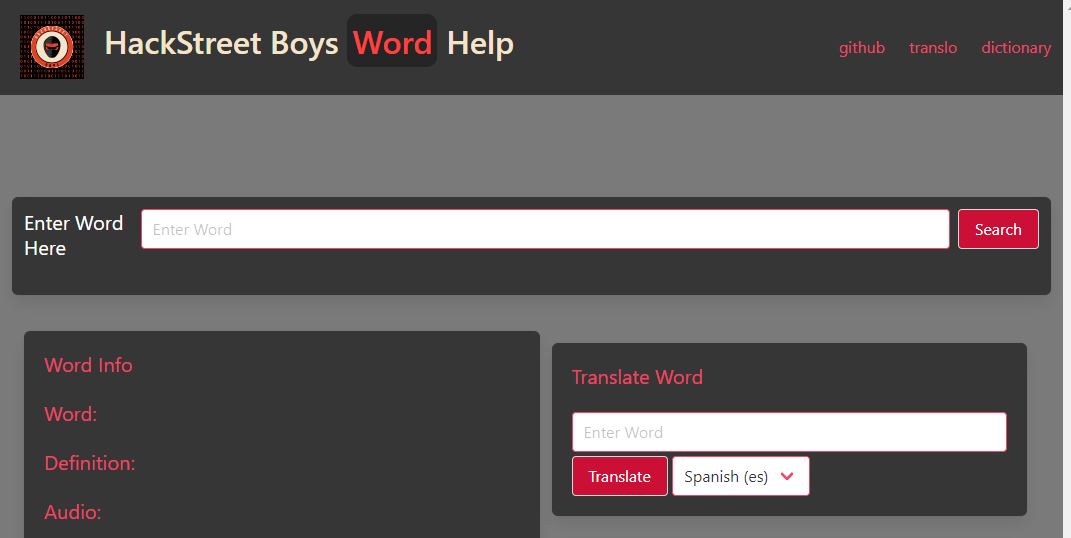 HackStreet Boys Word Help
github translo dictionary
Enter Word
Here
Enter Word
Search
Word Info
Word:
Definition:
Audio:
Translate Word
Enter Word
Translate
Spanish (es)